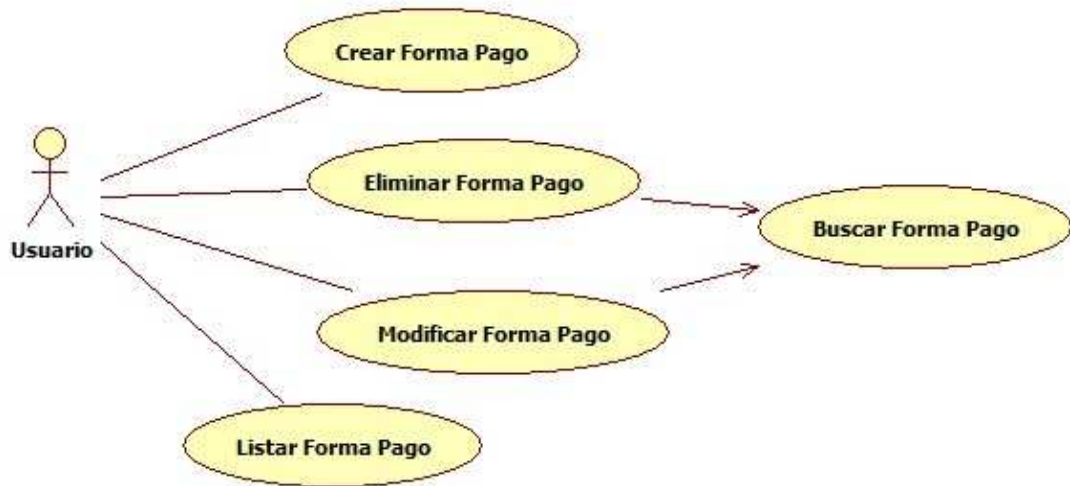 Crear Forma Pago
Eliminar Forma Pago
Buscar Forma Pago
Usuario
Modificar Forma Pago
Listar Forma Pago